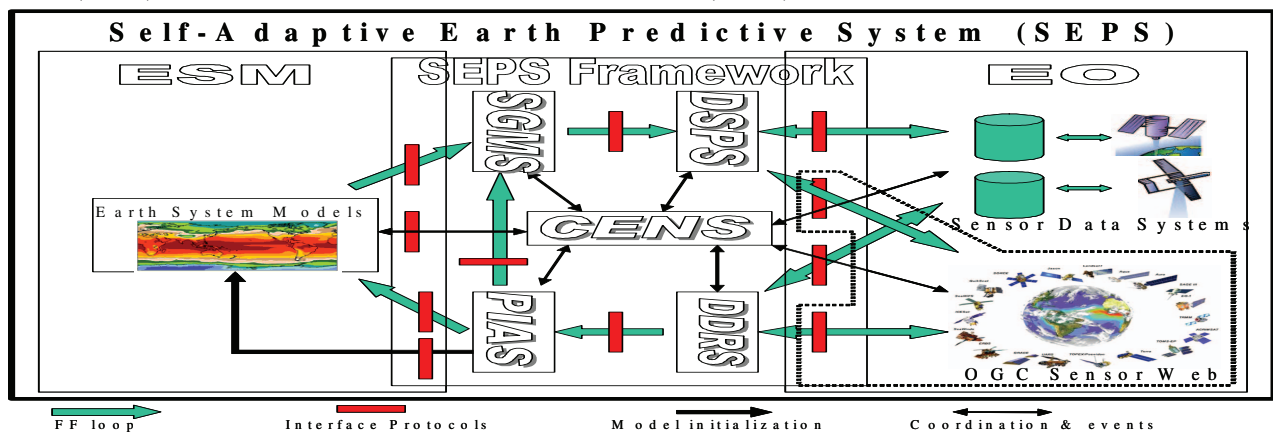 Self-Adaptive Earth Predictive System (SEPS)
ESM
SEPS Framework
EO
SGMS
DSPS
Earth System Models
CENS
Sensor Data Systems
PIAS
DDRS
OGC Sensor Web
FF loop
Interface Protocols
Model initialization
Coordination & events